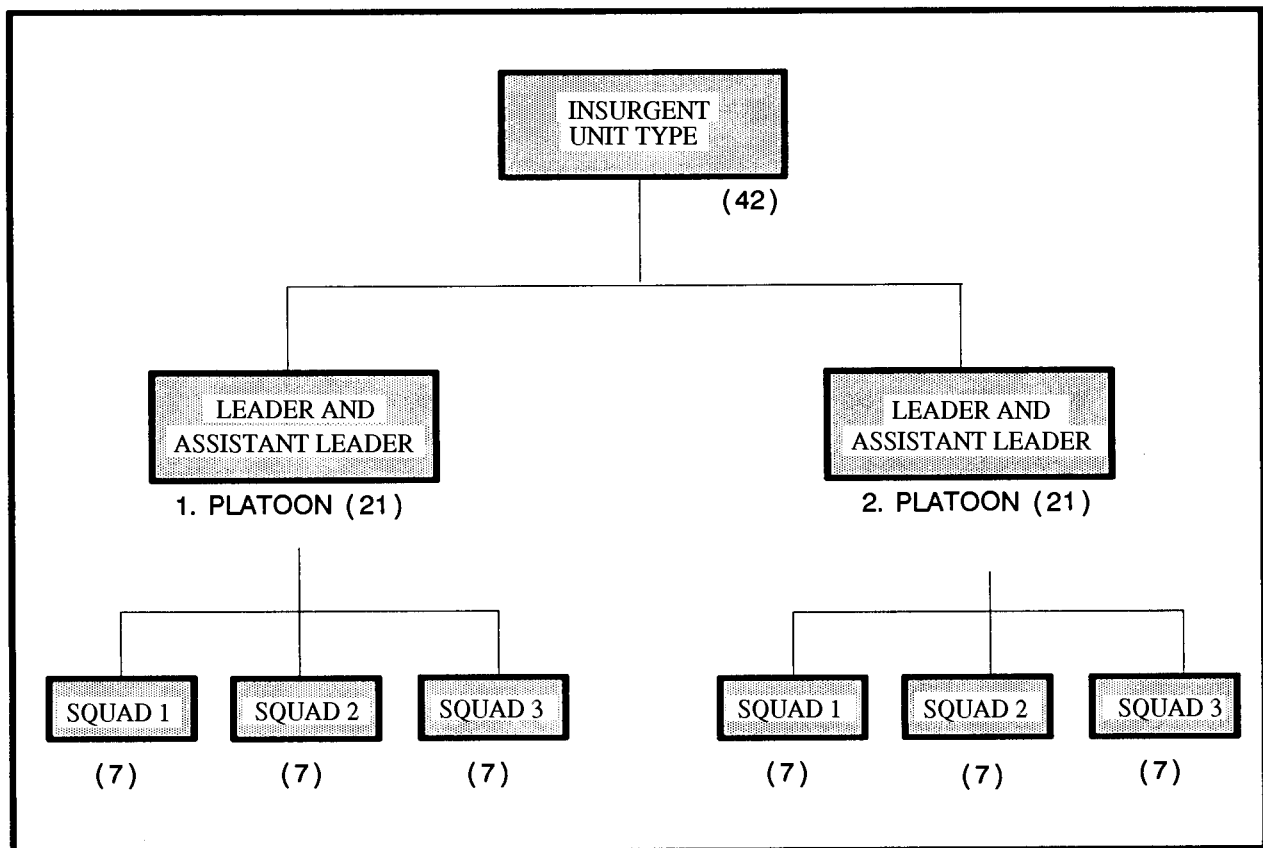 INSURGENT
UNIT TYPE
(42)
LEADER AND
ASSISTANT LEADER
1. PLATOON (21)
LEADER AND
ASSISTANT LEADER
2. PLATOON (21)
SQUAD 1
SQUAD 2
SQUAD 3
SQUAD 1
SQUAD 2
SQUAD 3
(7)
(7)
(7)
(7)
(7)
(7)